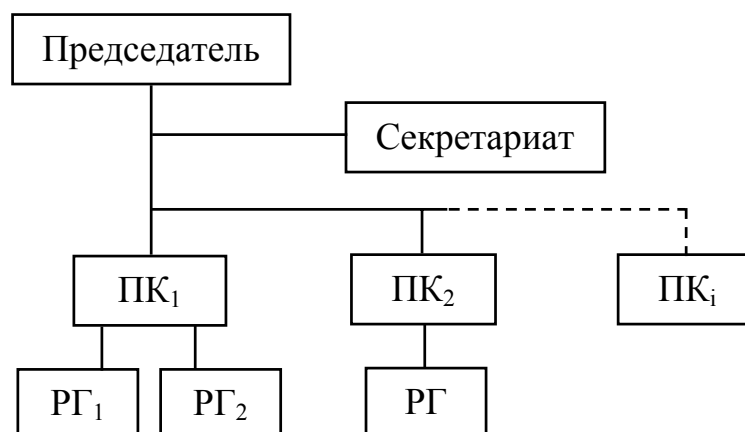 Председатель
Секретариат
ПК₁
ПК₂
ПКᵢ
РГ₁
РГ₂
РГ